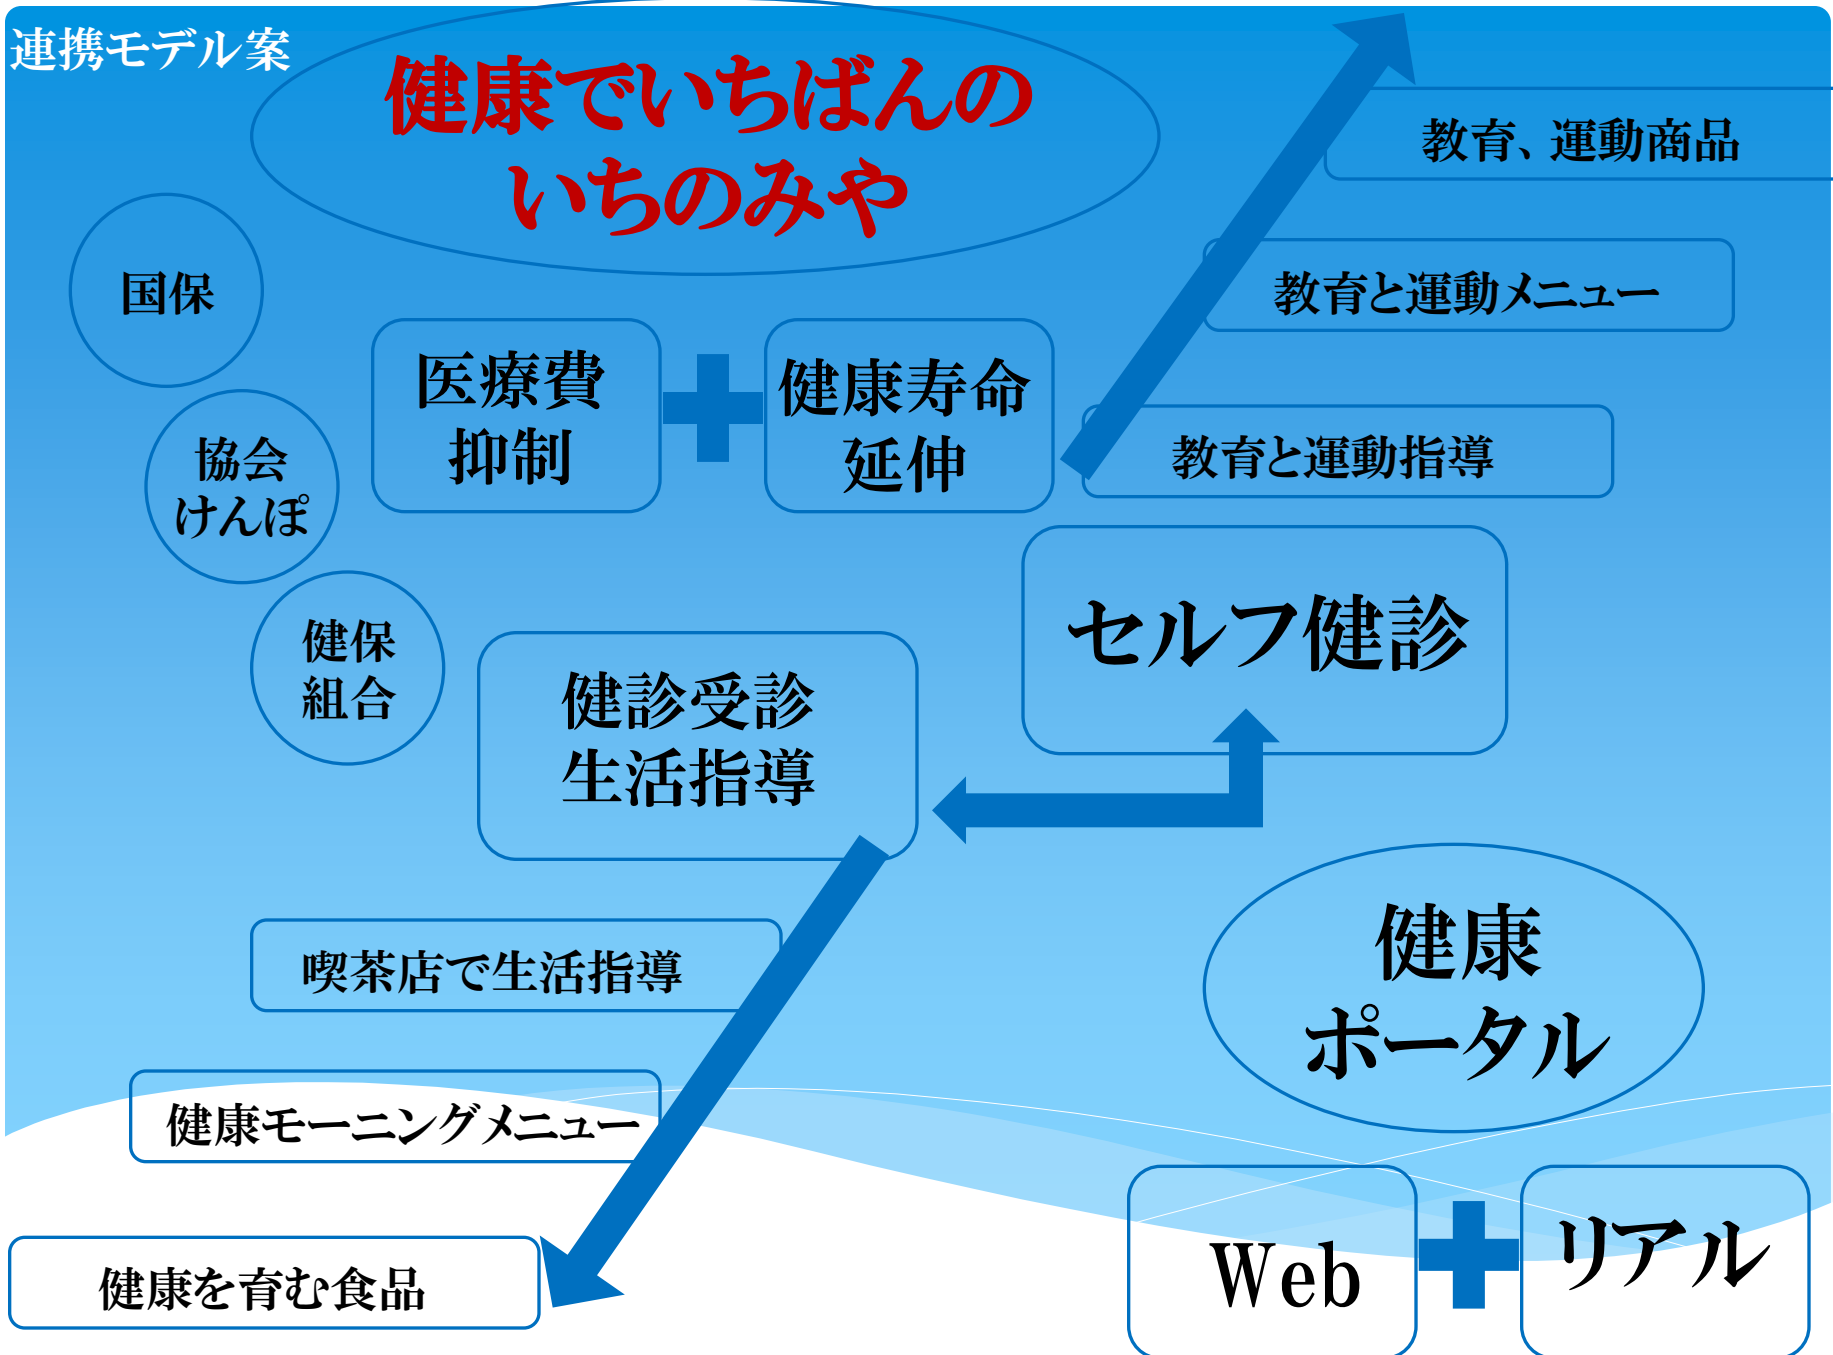 連携モデル案
健康でいちばんの
いちのみや
教育、運動商品
国保
教育と運動メニュー
医療費
抑制
健康寿命
延伸
協会
けんぽ
教育と運動指導
セルフ健診
健保
組合
健診受診
生活指導
健康
ポータル
喫茶店で生活指導
健康モーニングメニュー
Web
リアル
健康を育む食品